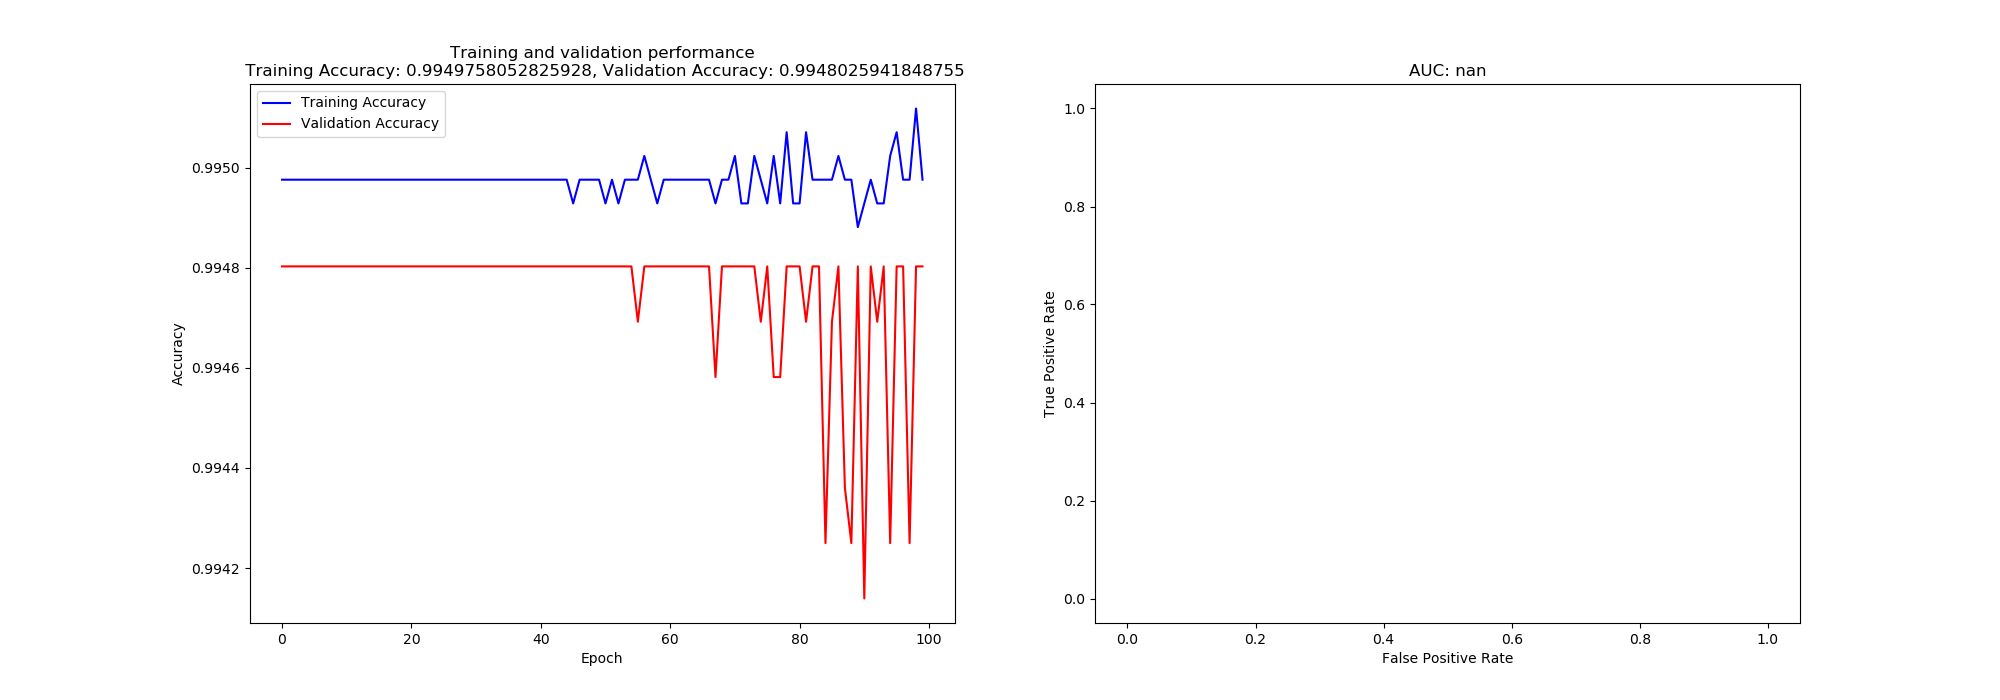 Training and validation performance
Training Accuracy: 0.9949758052825928, Validation Accuracy: 0.9948025941848755
Training Accuracy
Validation Accuracy
0.9950
0.9948
0.9946
0.9944
0.9942
Accuracy
0
20
40
60
80
100
Epoch
AUC: nan
1.0
0.8
0.6
0.4
0.2
0.0
True Positive Rate
0.0
0.2
0.4
0.6
0.8
1.0
False Positive Rate